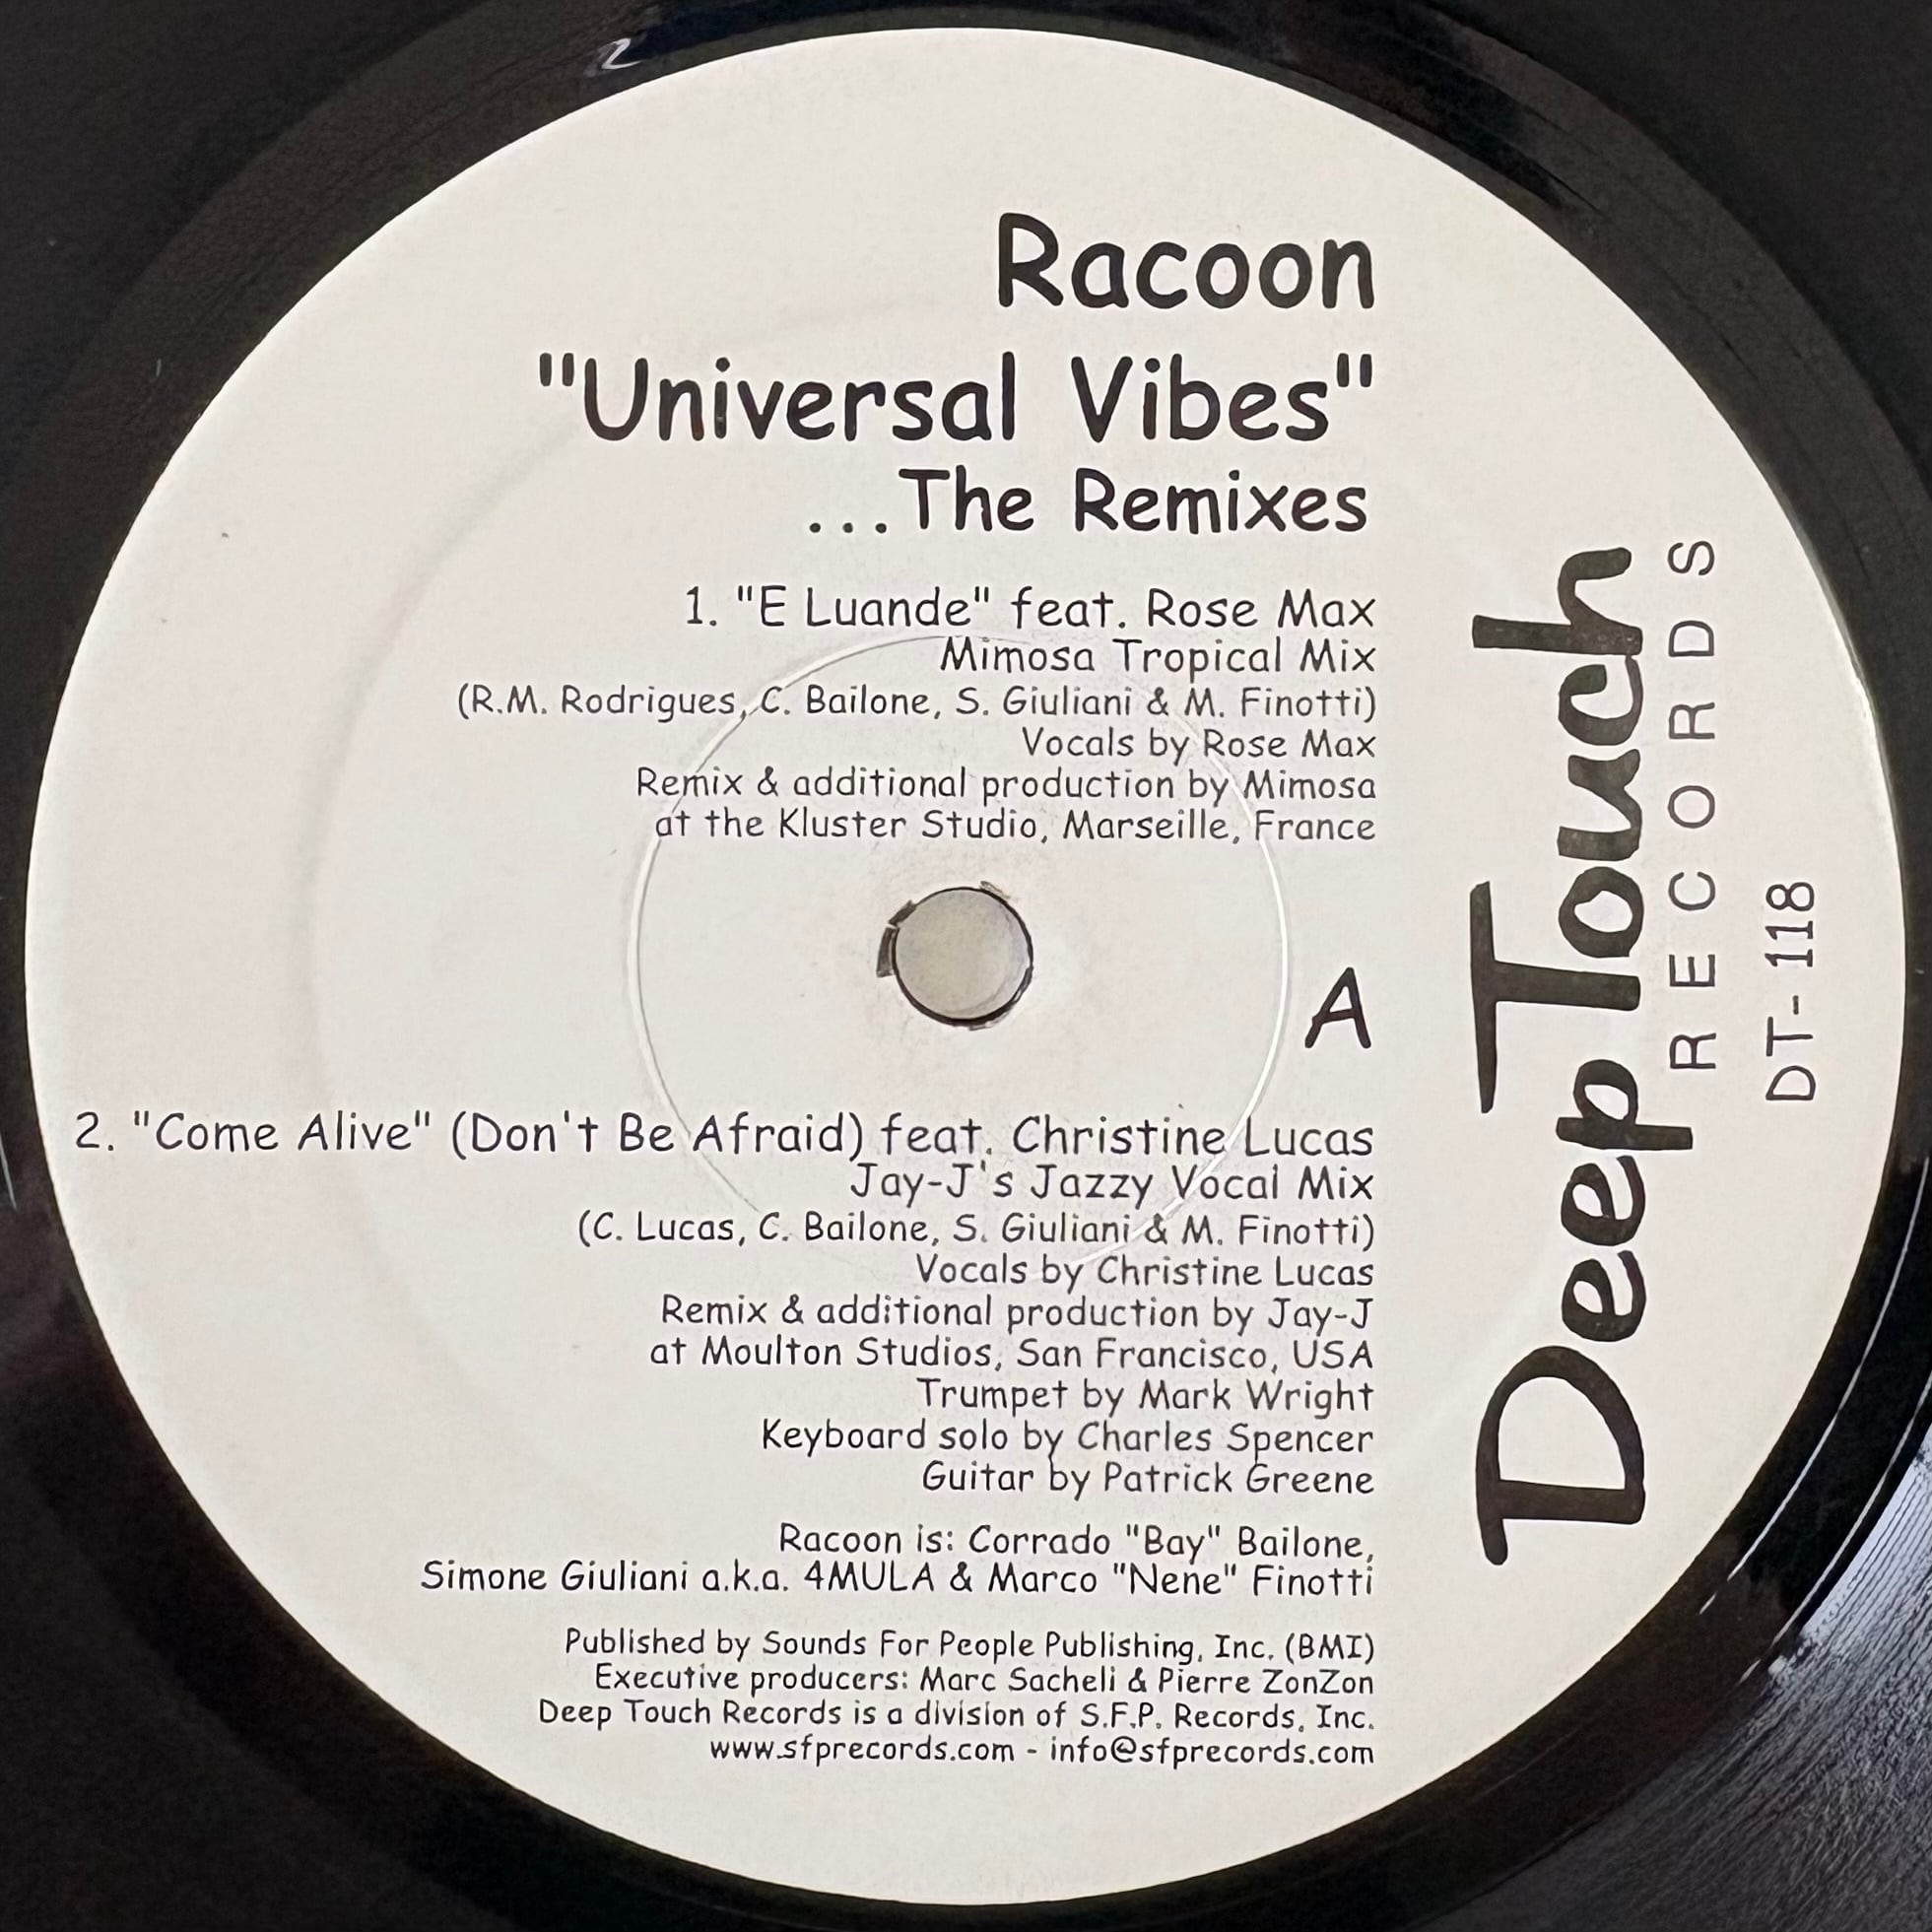 Racoon
"Universal Vibes"
...The Remixes
1. "E Luande" feat. Rose Max
Mimosa Tropical Mix
(R.M. Rodrigues, C. Bailone, S. Giuliani & M. Finotti)
Vocals by Rose Max
Remix & additional production by Mimosa
at the Kluster Studio, Marseille, France
A
2. "Come Alive" (Don't Be Afraid) feat. Christine Lucas
Jay-J's Jazzy Vocal Mix
(C. Lucas, C. Bailone, S. Giuliani & M. Finotti)
Vocals by Christine Lucas
Remix & additional production by Jay-J
at Moulton Studios, San Francisco, USA
Trumpet by Mark Wright
Keyboard solo by Charles Spencer
Guitar by Patrick Greene
Racoon is: Corrado "Bay" Bailone,
Simone Giuliani a.k.a. 4MULA & Marco "Nene" Finotti
Published by Sounds For People Publishing, Inc. (BMI)
Executive producers: Marc Sacheli & Pierre ZonZon
Deep Touch Records is a division of S.F.P. Records, Inc.
www.sfprecords.com - info@sfprecords.com
Deep Touch
RECORDS
DT-118